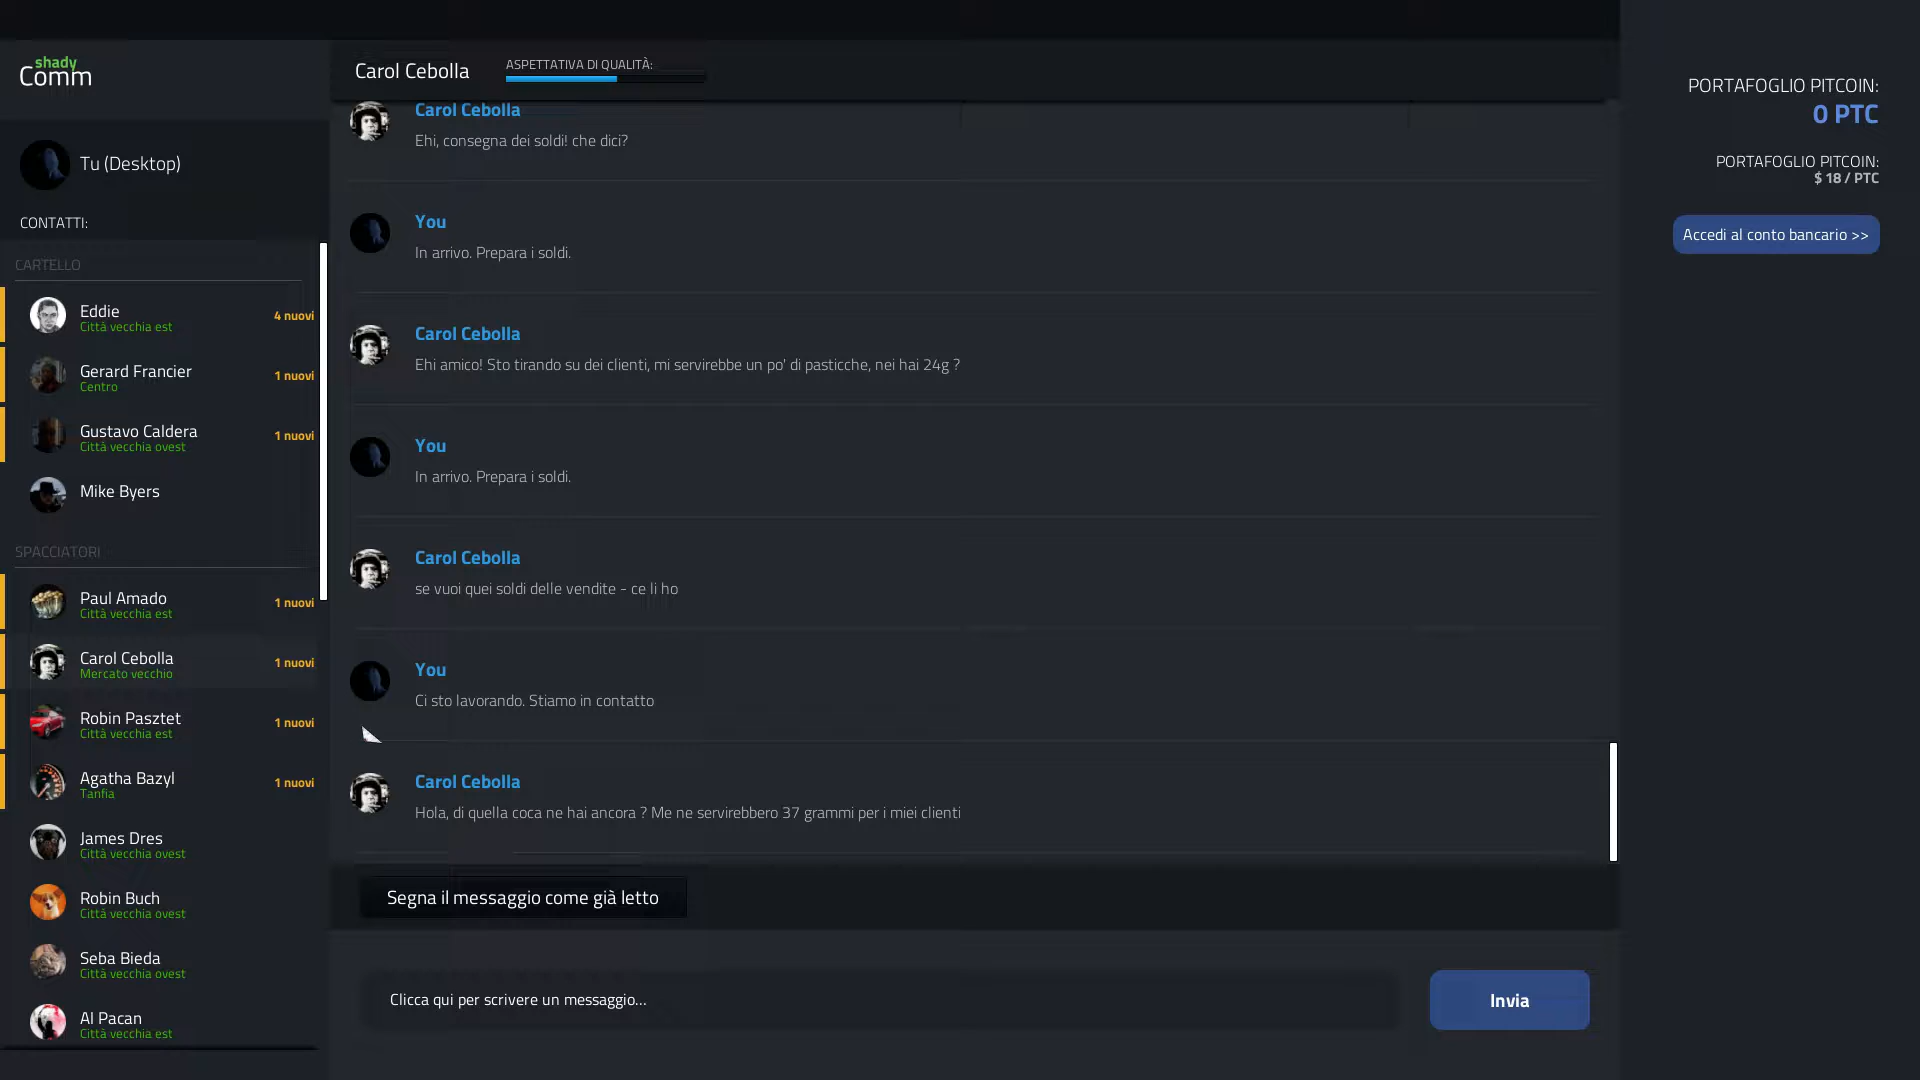 shady
Comm
Tu (Desktop)
CONTATTI:
CARTELLO
Eddie
Città vecchia est
4 nuovi
Gerard Francier
Centro
1 nuovi
Gustavo Caldera
Città vecchia ovest
1 nuovi
Mike Byers
SPACCIATORI
Paul Amado
Città vecchia est
1 nuovi
Carol Cebolla
Mercato vecchio
1 nuovi
Robin Pasztet
Città vecchia est
1 nuovi
Agatha Bazyl
Tanfia
1 nuovi
James Dres
Città vecchia ovest
Robin Buch
Città vecchia ovest
Seba Bieda
Città vecchia ovest
Al Pacan
Città vecchia est
Carol Cebolla
ASPETTATIVA DI QUALITÀ:
Carol Cebolla
Ehi, consegna dei soldi! che dici?
You
In arrivo. Prepara i soldi.
Carol Cebolla
Ehi amico! Sto tirando su dei clienti, mi servirebbe un po' di pasticche, nei hai 24g ?
You
In arrivo. Prepara i soldi.
Carol Cebolla
se vuoi quei soldi delle vendite - ce li ho
You
Ci sto lavorando. Stiamo in contatto
Carol Cebolla
Hola, di quella coca ne hai ancora ? Me ne servirebbero 37 grammi per i miei clienti
Segna il messaggio come già letto
Clicca qui per scrivere un messaggio...
Invia
PORTAFOGLIO PITCOIN:
0 PTC
PORTAFOGLIO PITCOIN:
$ 18 / PTC
Accedi al conto bancario >>